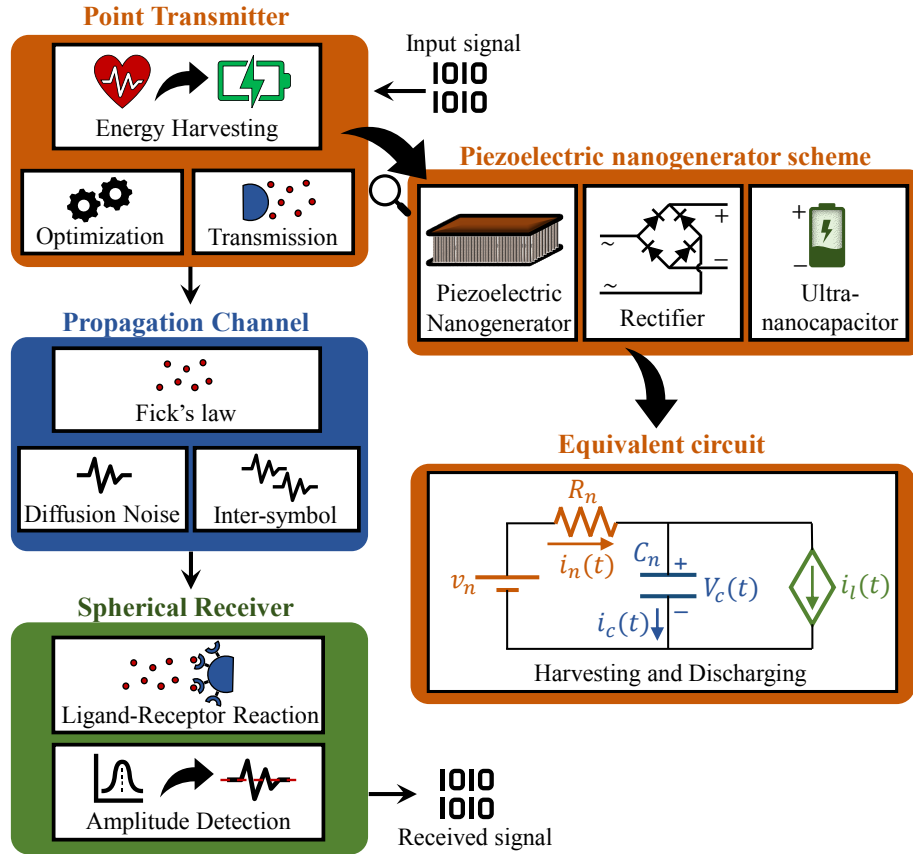 Point Transmitter
Input signal
1010
1010
Energy Harvesting
Optimization
Transmission
Piezoelectric nanogenerator scheme
Piezoelectric
Nanogenerator
~
~
+
−
Rectifier
+
−
Ultra-
nanocapacitor
Propagation Channel
Fick's law
Diffusion Noise
Inter-symbol
Equivalent circuit
R_n
i_n(t)
v_n
C_n
+
V_c(t)
−
i_c(t)
i_l(t)
Harvesting and Discharging
Spherical Receiver
Ligand-Receptor Reaction
Amplitude Detection
1010
1010
Received signal